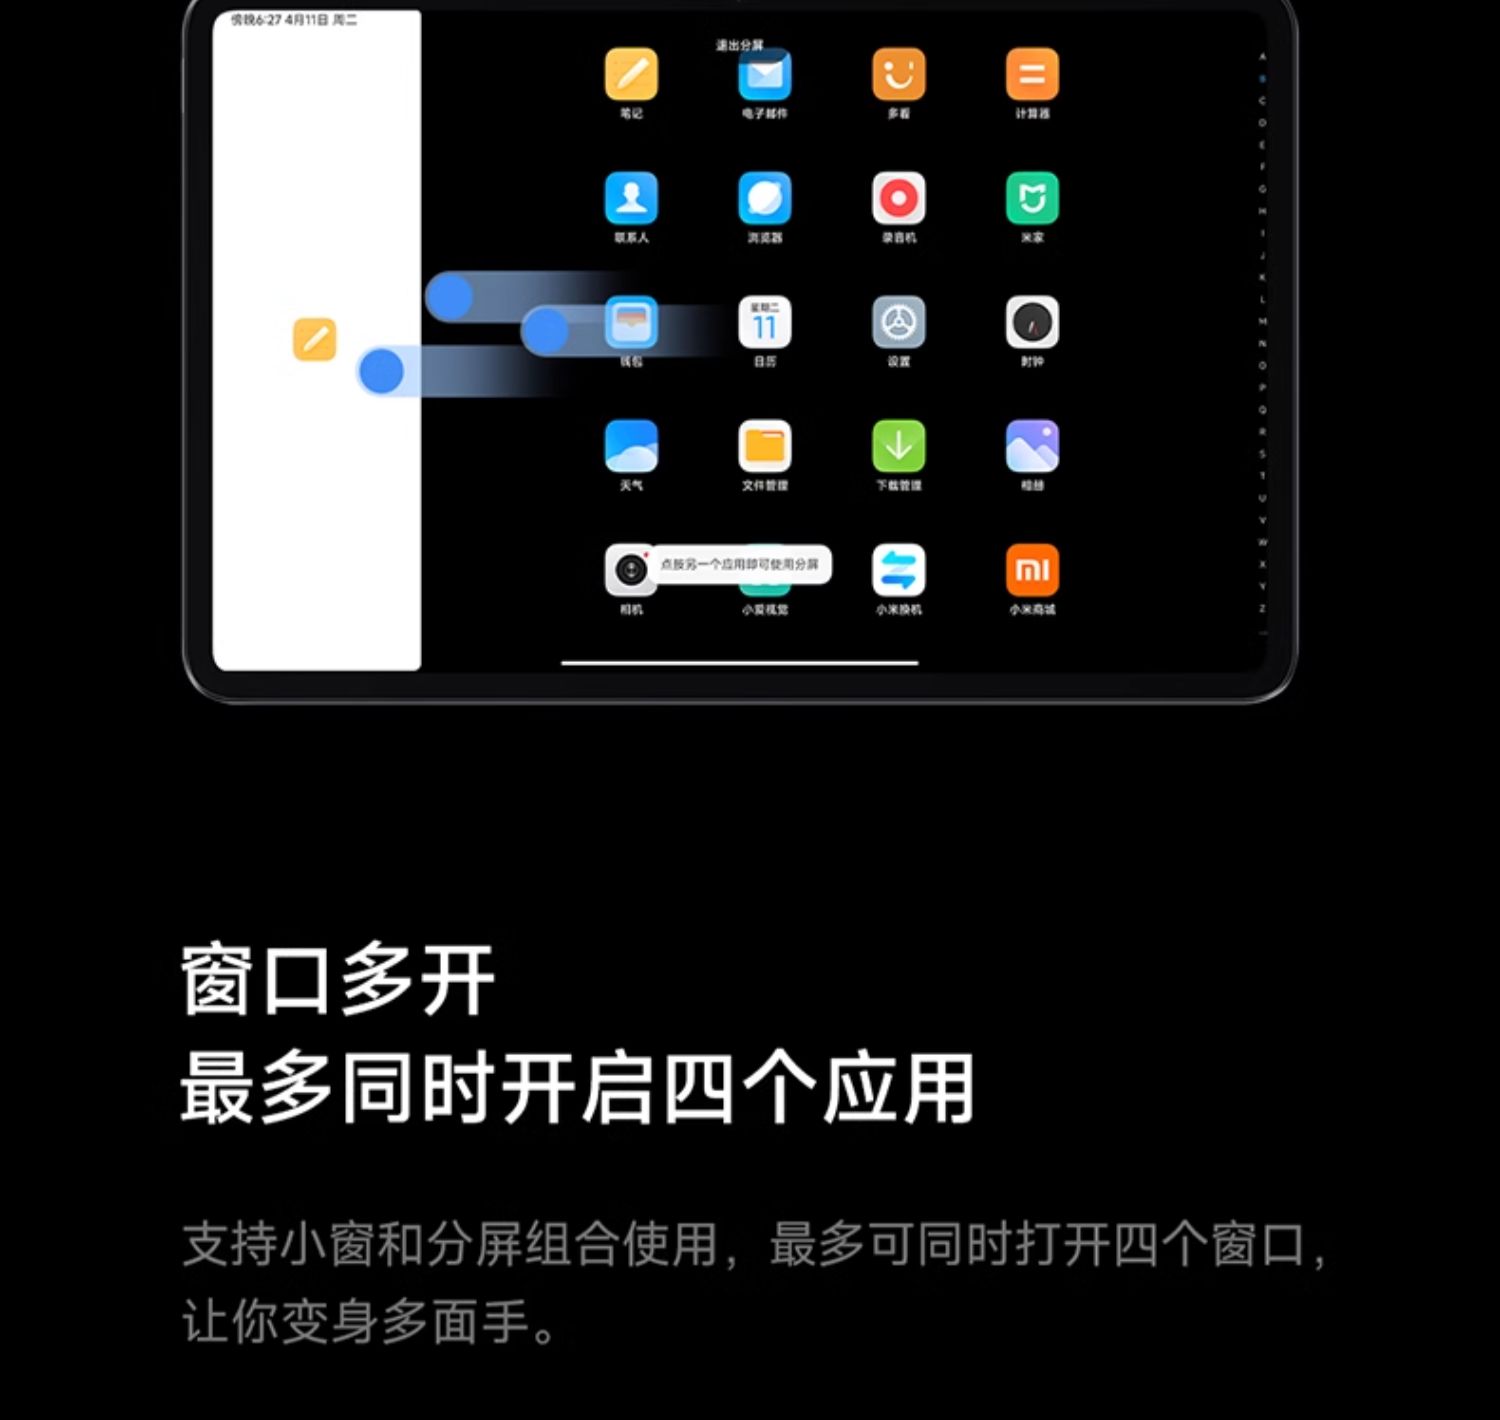 傍晚6:27 4月11日 周二
退出分屏
笔记 电子邮件 多看 计算器
联系人 浏览器 录音机 米家
星期二
11
钱包 日历 设置 时钟
天气 文件管理 下载管理 相册
点按另一个应用即可使用分屏
相机 小爱视觉 小米换机 小米商城
A
B
C
D
E
F
G
H
I
J
K
L
M
N
O
P
Q
R
S
T
U
V
W
X
Y
Z
窗口多开
最多同时开启四个应用
支持小窗和分屏组合使用，最多可同时打开四个窗口，
让你变身多面手。